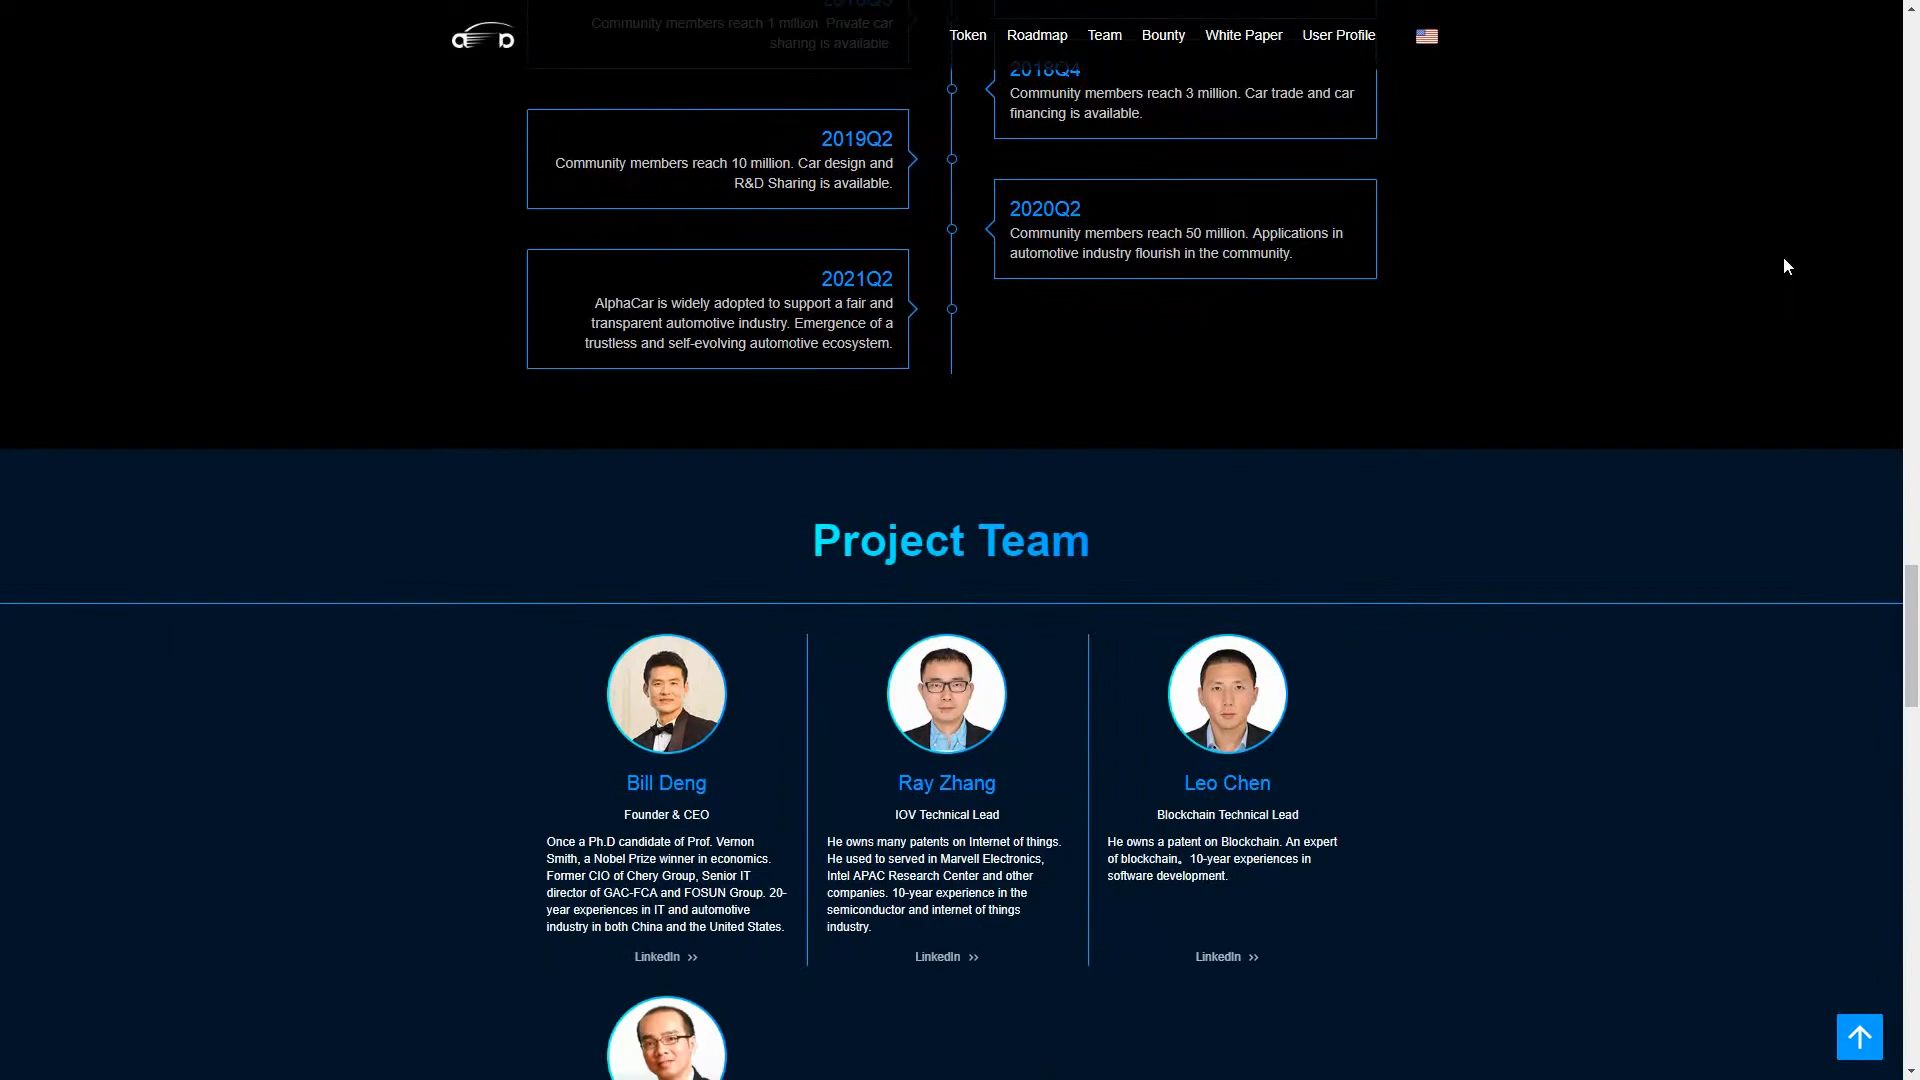 2018Q3
Community members reach 1 million. Private car
sharing is available.
Token
Roadmap
Team
Bounty
White Paper
User Profile
2018Q4
Community members reach 3 million. Car trade and car
financing is available.
2019Q2
Community members reach 10 million. Car design and
R&D Sharing is available.
2020Q2
Community members reach 50 million. Applications in
automotive industry flourish in the community.
2021Q2
AlphaCar is widely adopted to support a fair and
transparent automotive industry. Emergence of a
trustless and self-evolving automotive ecosystem.
Project Team
Bill Deng
Founder & CEO
Once a Ph.D candidate of Prof. Vernon
Smith, a Nobel Prize winner in economics.
Former CIO of Chery Group, Senior IT
director of GAC-FCA and FOSUN Group. 20-
year experiences in IT and automotive
industry in both China and the United States.
LinkedIn >>
Ray Zhang
IOV Technical Lead
He owns many patents on Internet of things.
He used to served in Marvell Electronics,
Intel APAC Research Center and other
companies. 10-year experience in the
semiconductor and internet of things
industry.
LinkedIn >>
Leo Chen
Blockchain Technical Lead
He owns a patent on Blockchain. An expert
of blockchain。10-year experiences in
software development.
LinkedIn >>